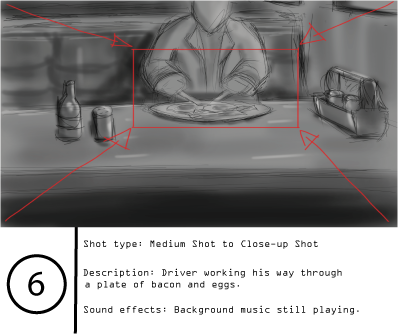 6
Shot type: Medium Shot to Close-up Shot
Description: Driver working his way through
a plate of bacon and eggs.
Sound effects: Background music still playing.